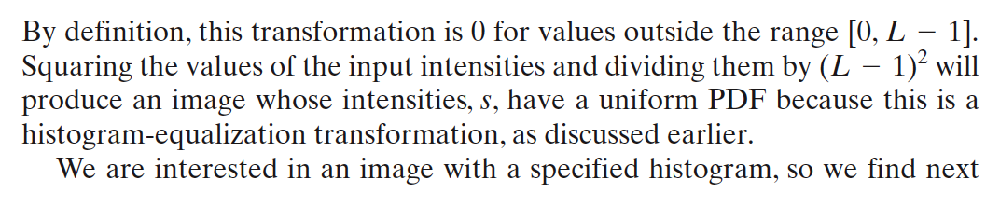 By definition, this transformation is 0 for values outside the range [0, L − 1].
Squaring the values of the input intensities and dividing them by (L − 1)² will
produce an image whose intensities, s, have a uniform PDF because this is a
histogram-equalization transformation, as discussed earlier.
We are interested in an image with a specified histogram, so we find next